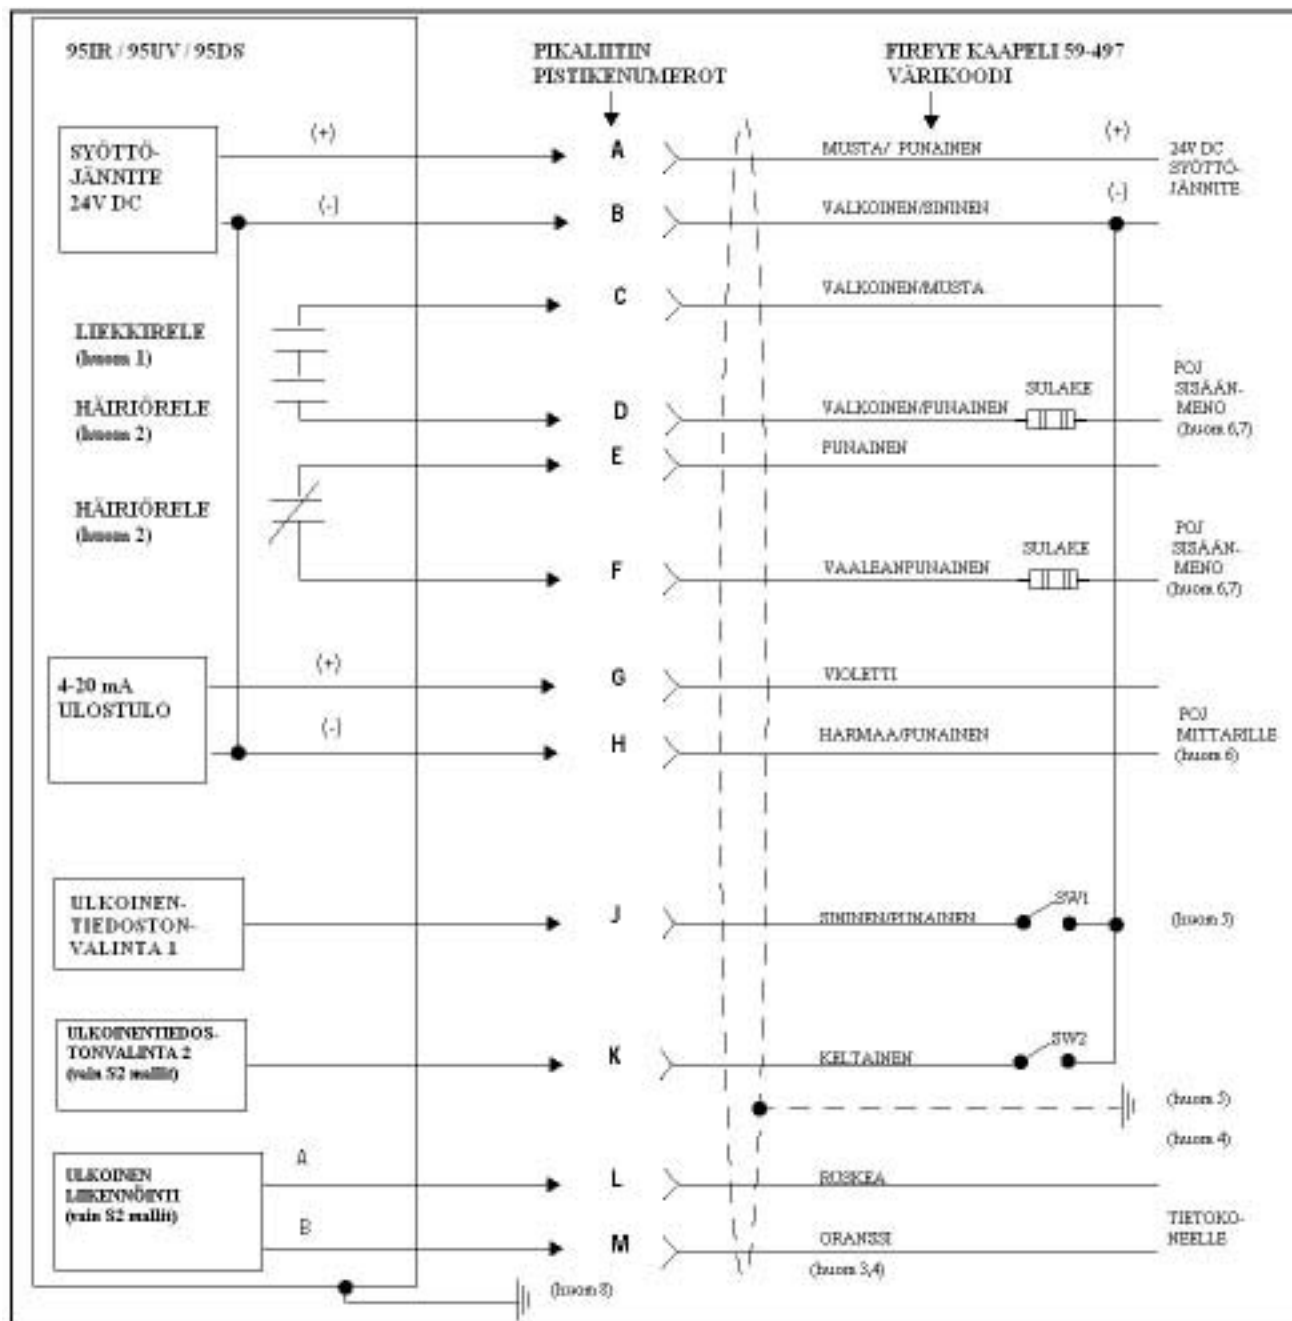 95IR / 95UV / 95DS
PIKALIITIN
PISTIKENUMEROT
FIREYE KAAPELI 59-497
VÄRIKOODI
SYÖTTÖ-
JÄNNITE
24V DC
(+)
A
MUSTA/ PUNAINEN
(+)
24V DC
SYÖTTÖ-
JÄNNITE
(-)
B
VALKOINEN/SININEN
(-)
C
VALKOINEN/MUSTA
LIEKKIRELE
(huom 1)
HÄIRIÖRELE
(huom 2)
D
VALKOINEN/PUNAINEN
SULAKE
POJ
SISÄÄN-
MENO
(huom 6,7)
E
PUNAINEN
HÄIRIÖRELE
(huom 2)
F
VAALEANPUNAINEN
SULAKE
POJ
SISÄÄN-
MENO
(huom 6,7)
4-20 mA
ULOSTULO
(+)
G
VIOLETTI
(-)
H
HARMAA/PUNAINEN
POJ
MITTARILLE
(huom 6)
ULKOINEN-
TIEDOSTON-
VALINTA 1
J
SININEN/PUNAINEN
SW1
(huom 5)
ULKOINENTIEDOS-
TONVALINTA 2
(vain S2 mallit)
K
KELTAINEN
SW2
(huom 5)
(huom 4)
ULKOINEN
LIIKENNÖINTI
(vain S2 mallit)
A
L
RUSKEA
B
M
ORANSSI
(huom 3,4)
TIETOKO-
NEELLE
(huom 8)